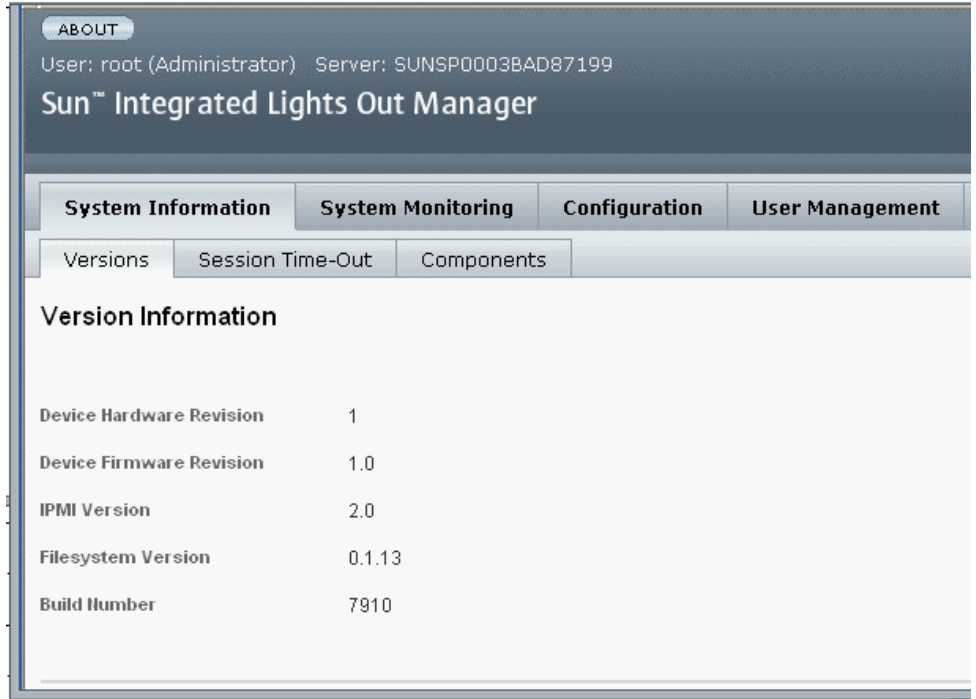 ABOUT
User: root (Administrator) Server: SUNSP0003BAD87199
Sun™ Integrated Lights Out Manager
System Information System Monitoring Configuration User Management
Versions Session Time-Out Components
Version Information
Device Hardware Revision 1
Device Firmware Revision 1.0
IPMI Version 2.0
Filesystem Version 0.1.13
Build Number 7910